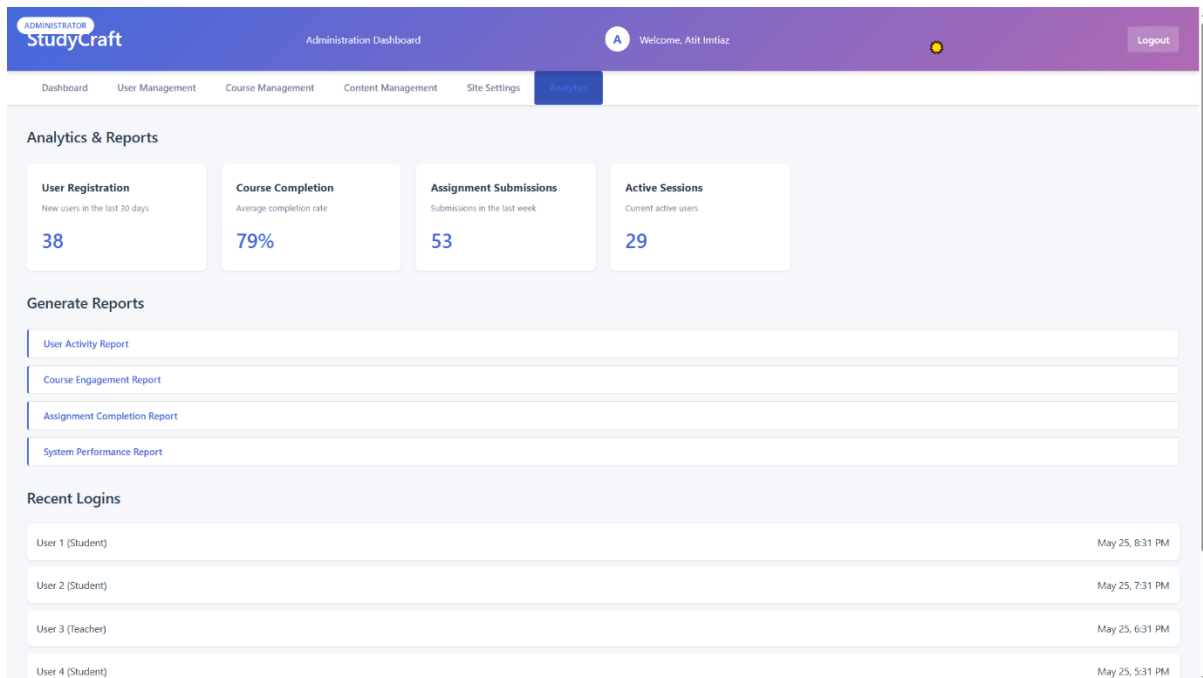 ADMINISTRATOR
StudyCraft
Administration Dashboard
A
Welcome, Atit Imtiaz
Logout
Dashboard User Management Course Management Content Management Site Settings Analytics
Analytics & Reports
User Registration
New users in the last 30 days
38
Course Completion
Average completion rate
79%
Assignment Submissions
Submissions in the last week
53
Active Sessions
Current active users
29
Generate Reports
User Activity Report
Course Engagement Report
Assignment Completion Report
System Performance Report
Recent Logins
User 1 (Student) May 25, 8:31 PM
User 2 (Student) May 25, 7:31 PM
User 3 (Teacher) May 25, 6:31 PM
User 4 (Student) May 25, 5:31 PM